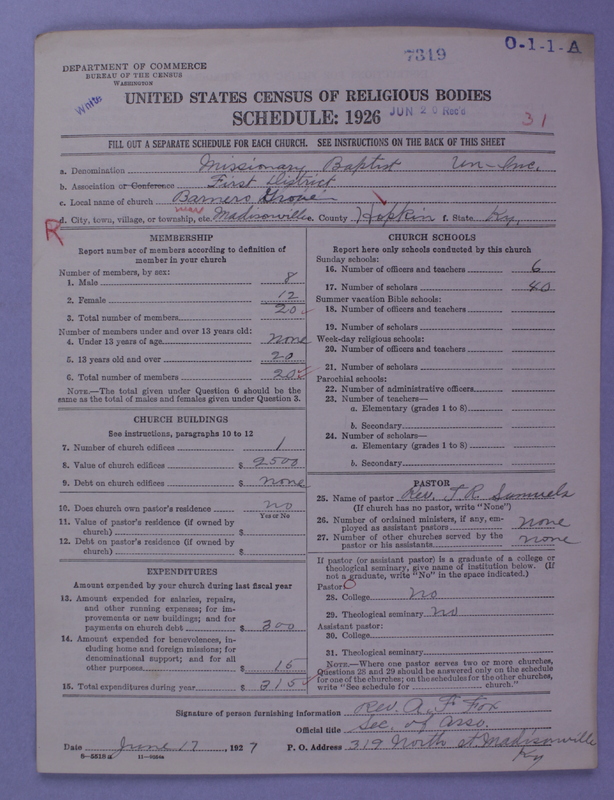 7319
0-1-1-A
DEPARTMENT OF COMMERCE
BUREAU OF THE CENSUS
WASHINGTON
White
UNITED STATES CENSUS OF RELIGIOUS BODIES
SCHEDULE: 1926
JUN 20 Rec'd
31
FILL OUT A SEPARATE SCHEDULE FOR EACH CHURCH. SEE INSTRUCTIONS ON THE BACK OF THIS SHEET
a. Denomination Missionary Baptist Un-Inc.
b. Association or Conference First District
c. Local name of church Barners Grove
R
d. City, town, village, or township, etc. Madisonville e. County Hopkin f. State Ky.
MEMBERSHIP
Report number of members according to definition of
member in your church
Number of members, by sex:
1. Male 8
2. Female 12
3. Total number of members 20
Number of members under and over 13 years old:
4. Under 13 years of age None
5. 13 years old and over 20
6. Total number of members 20
NOTE.—The total given under Question 6 should be the
same as the total of males and females given under Question 3.
CHURCH BUILDINGS
See instructions, paragraphs 10 to 12
7. Number of church edifices 1
8. Value of church edifices $ 2500
9. Debt on church edifices $ None
10. Does church own pastor's residence no
Yes or No
11. Value of pastor's residence (if owned by
church) $
12. Debt on pastor's residence (if owned by
church) $
EXPENDITURES
Amount expended by your church during last fiscal year
13. Amount expended for salaries, repairs,
and other running expenses; for im-
provements or new buildings; and for
payments on church debt $ 300
14. Amount expended for benevolences, in-
cluding home and foreign missions; for
denominational support; and for all
other purposes $ 15
15. Total expenditures during year $ 315
CHURCH SCHOOLS
Report here only schools conducted by this church
Sunday schools:
16. Number of officers and teachers 6
17. Number of scholars 40
Summer vacation Bible schools:
18. Number of officers and teachers
19. Number of scholars
Week-day religious schools:
20. Number of officers and teachers
21. Number of scholars
Parochial schools:
22. Number of administrative officers
23. Number of teachers—
a. Elementary (grades 1 to 8)
b. Secondary
24. Number of scholars—
a. Elementary (grades 1 to 8)
b. Secondary
PASTOR
25. Name of pastor Rev. J. R. Samuels
(If church has no pastor, write "None")
26. Number of ordained ministers, if any, em-
ployed as assistant pastors None
27. Number of other churches served by the
pastor or his assistants None
If pastor (or assistant pastor) is a graduate of a college or
theological seminary, give name of institution below. (If
not a graduate, write "No" in the space indicated.)
Pastor: O
28. College no
29. Theological seminary no
Assistant pastor:
30. College
31. Theological seminary
NOTE.—Where one pastor serves two or more churches,
Questions 28 and 29 should be answered only on the schedule
for one of the churches; on the schedules for the other churches,
write "See schedule for church."
Signature of person furnishing information Rev. A. F. Fox
Official title Sec. of Asso.
Date June 17, 1927 P. O. Address 319 North st. Madisonville
Ky